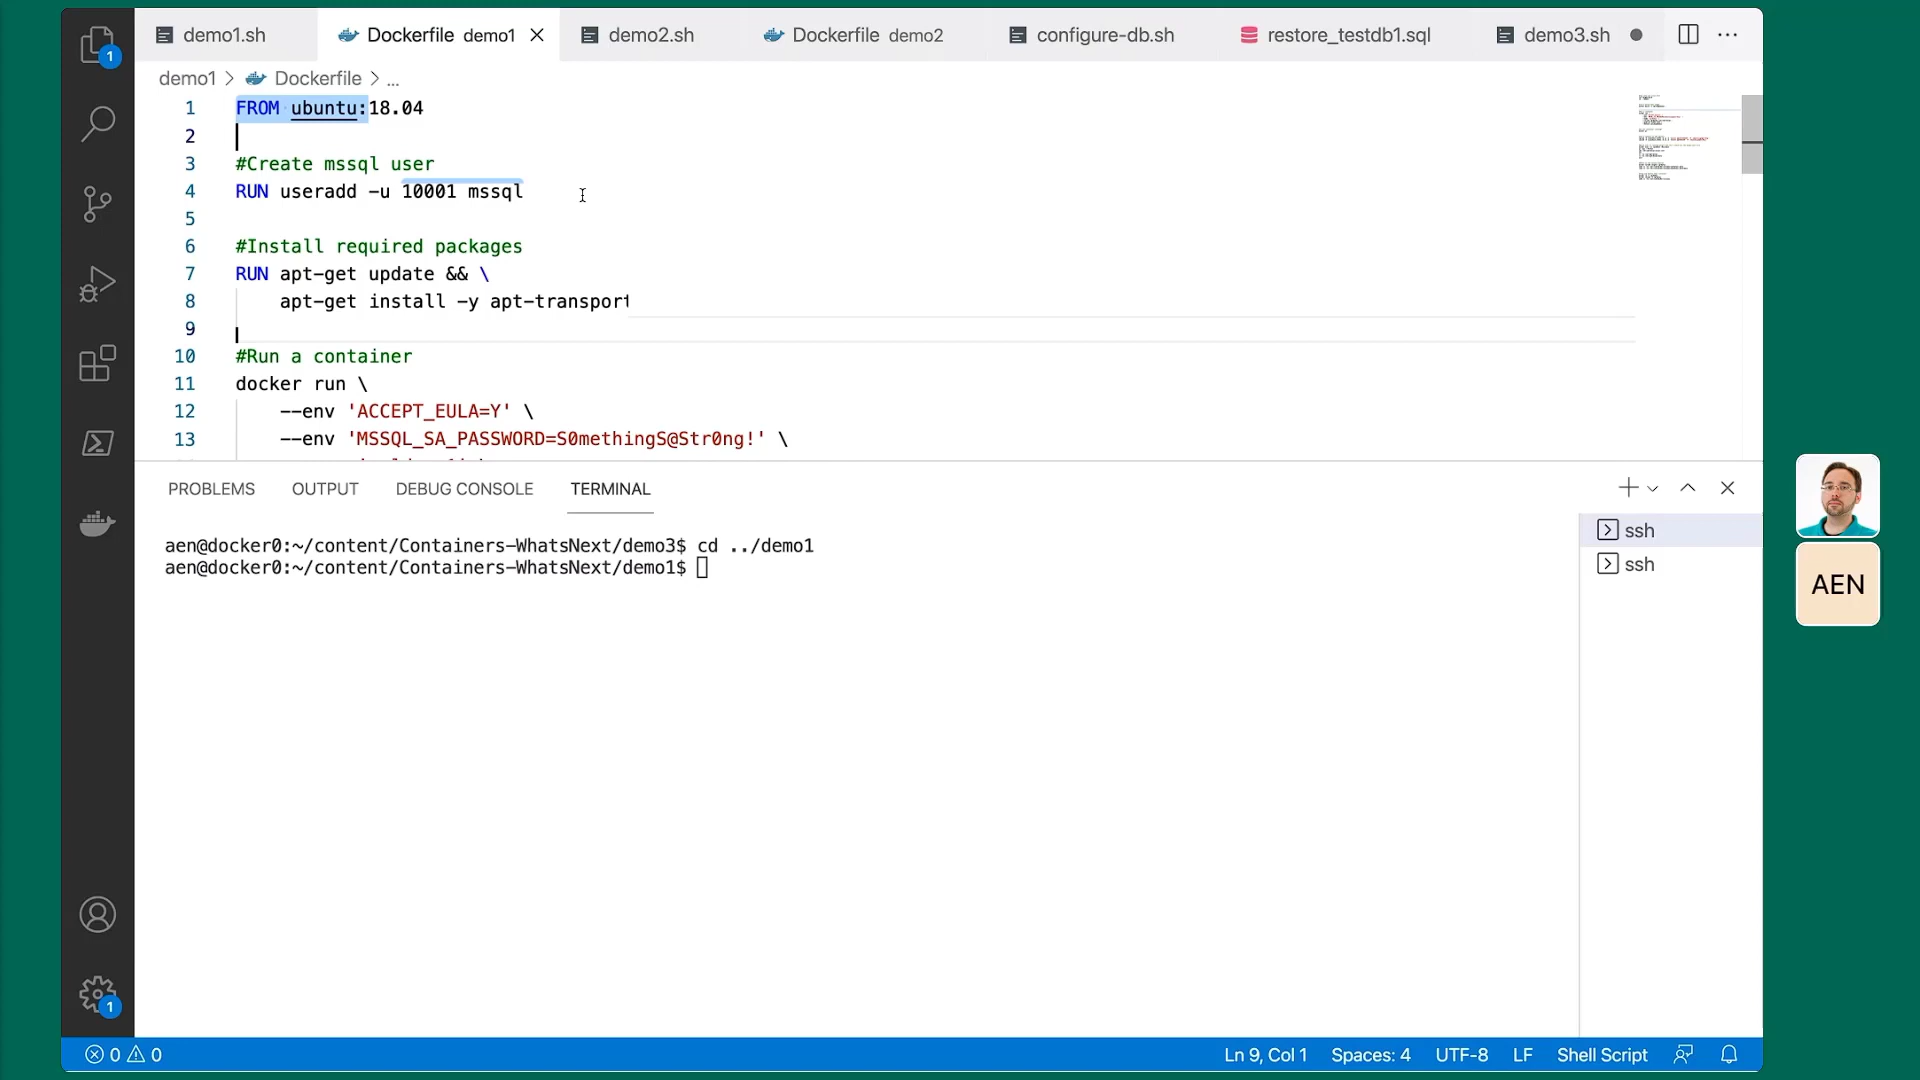 1
demo1.sh
Dockerfile demo1
demo2.sh
Dockerfile demo2
configure-db.sh
restore_testdb1.sql
demo3.sh
demo1 > Dockerfile > ...
1 FROM ubuntu:18.04
2
3 #Create mssql user
4 RUN useradd -u 10001 mssql
5
6 #Install required packages
7 RUN apt-get update && \
8 apt-get install -y apt-transport
9
10 #Run a container
11 docker run \
12 --env 'ACCEPT_EULA=Y' \
13 --env 'MSSQL_SA_PASSWORD=S0methingS@Str0ng!' \
PROBLEMS OUTPUT DEBUG CONSOLE TERMINAL
aen@docker0:~/content/Containers-WhatsNext/demo3$ cd ../demo1
aen@docker0:~/content/Containers-WhatsNext/demo1$
ssh
ssh
AEN
1
0 0
Ln 9, Col 1 Spaces: 4 UTF-8 LF Shell Script